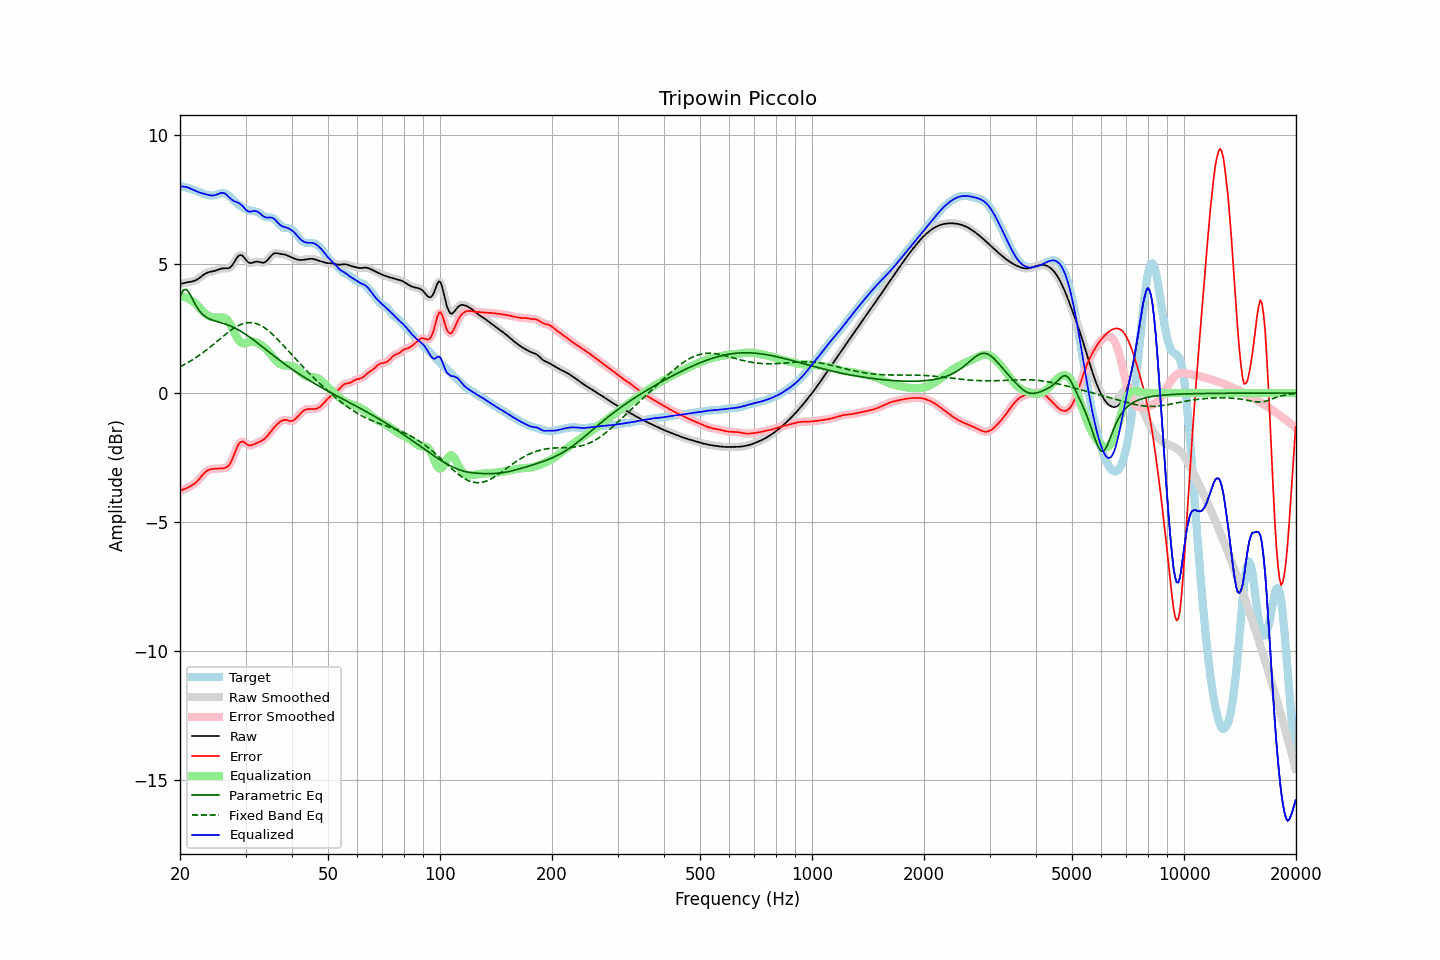 Tripowin Piccolo
Amplitude (dBr)
10
5
0
−5
−10
−15
Target
Raw Smoothed
Error Smoothed
Raw
Error
Equalization
Parametric Eq
Fixed Band Eq
Equalized
20 50 100 200 500 1000 2000 5000 10000 20000
Frequency (Hz)